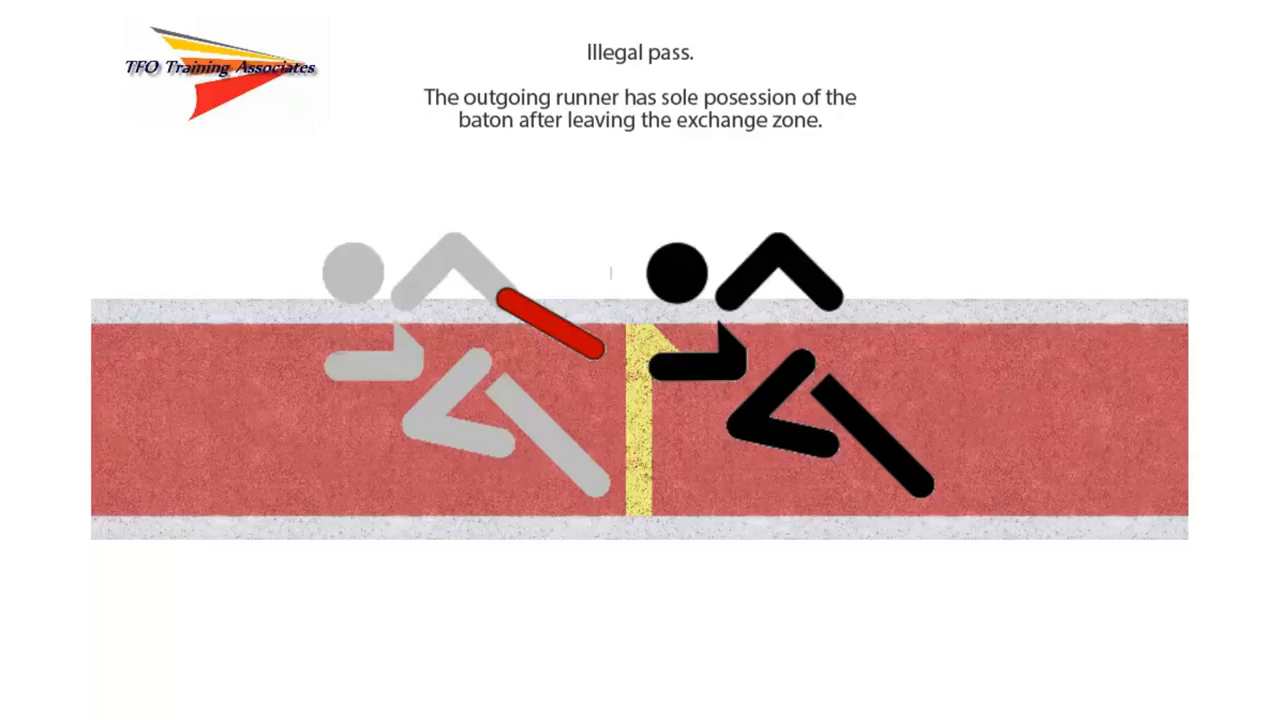 TFO Training Associates
Illegal pass.
The outgoing runner has sole posession of the
baton after leaving the exchange zone.